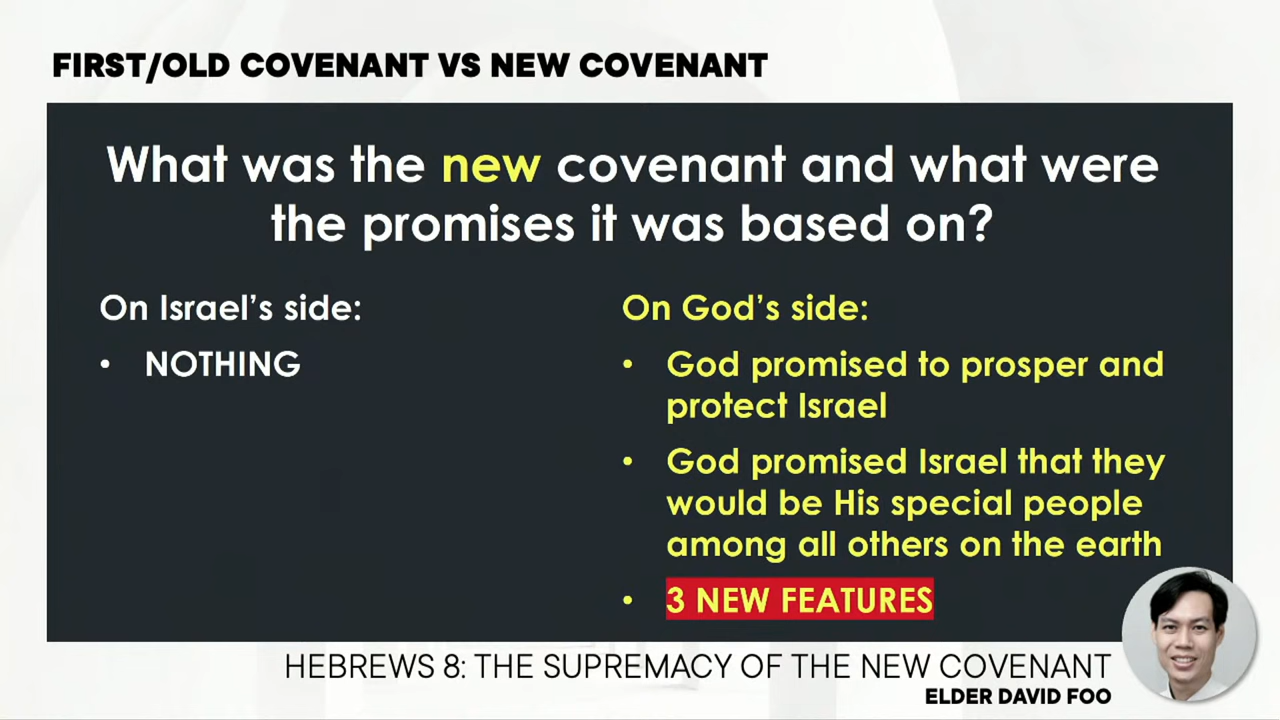 FIRST/OLD COVENANT VS NEW COVENANT
What was the new covenant and what were
the promises it was based on?
On Israel's side:
• NOTHING
On God's side:
• God promised to prosper and
protect Israel
• God promised Israel that they
would be His special people
among all others on the earth
• 3 NEW FEATURES
HEBREWS 8: THE SUPREMACY OF THE NEW COVENANT
ELDER DAVID FOO